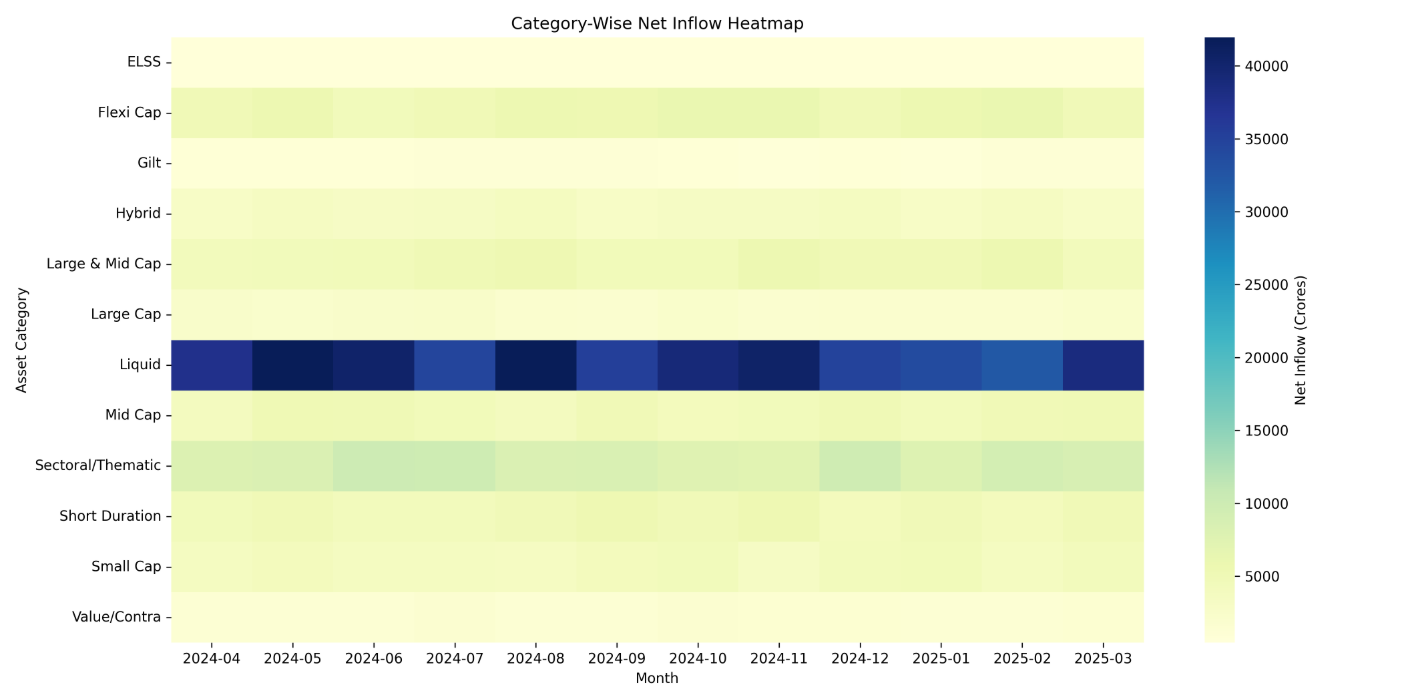 Category-Wise Net Inflow Heatmap
Asset Category
ELSS
Flexi Cap
Gilt
Hybrid
Large & Mid Cap
Large Cap
Liquid
Mid Cap
Sectoral/Thematic
Short Duration
Small Cap
Value/Contra
2024-04 2024-05 2024-06 2024-07 2024-08 2024-09 2024-10 2024-11 2024-12 2025-01 2025-02 2025-03
Month
40000
35000
30000
25000
20000
15000
10000
5000
Net Inflow (Crores)